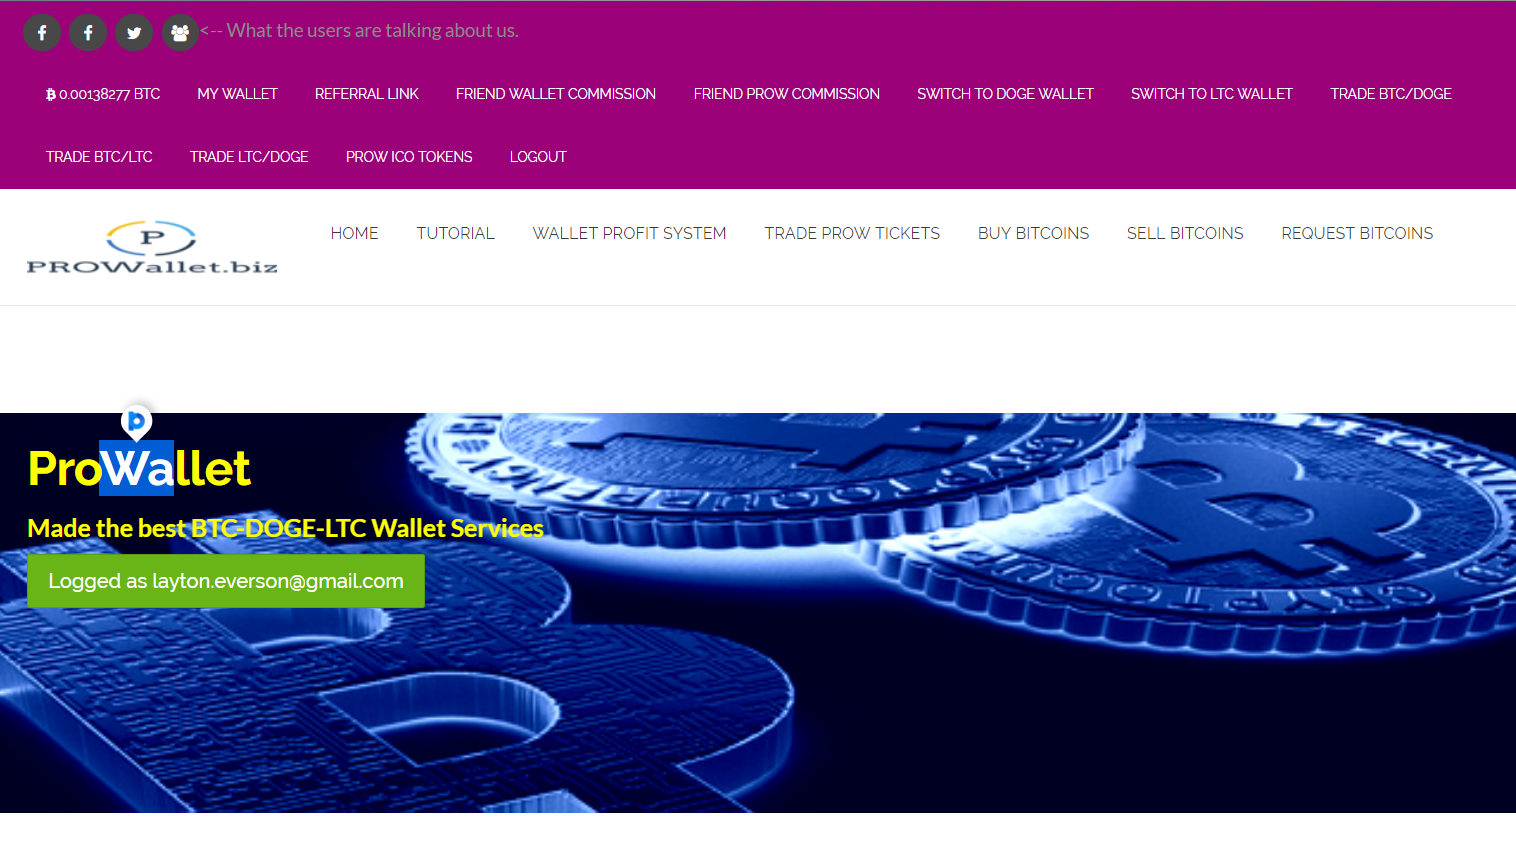 <-- What the users are talking about us.
0.00138277 BTC MY WALLET REFERRAL LINK FRIEND WALLET COMMISSION FRIEND PROW COMMISSION SWITCH TO DOGE WALLET SWITCH TO LTC WALLET TRADE BTC/DOGE
TRADE BTC/LTC TRADE LTC/DOGE PROW ICO TOKENS LOGOUT
P
PROWallet.biz
HOME TUTORIAL WALLET PROFIT SYSTEM TRADE PROW TICKETS BUY BITCOINS SELL BITCOINS REQUEST BITCOINS
ProWallet
Made the best BTC-DOGE-LTC Wallet Services
Logged as layton.everson@gmail.com